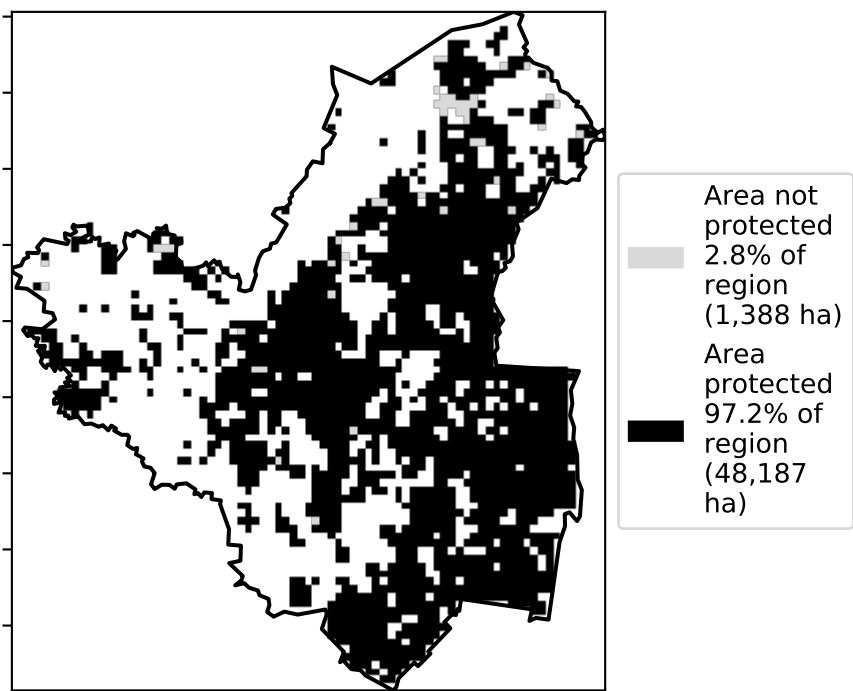 Area not
protected
2.8% of
region
(1,388 ha)
Area
protected
97.2% of
region
(48,187
ha)